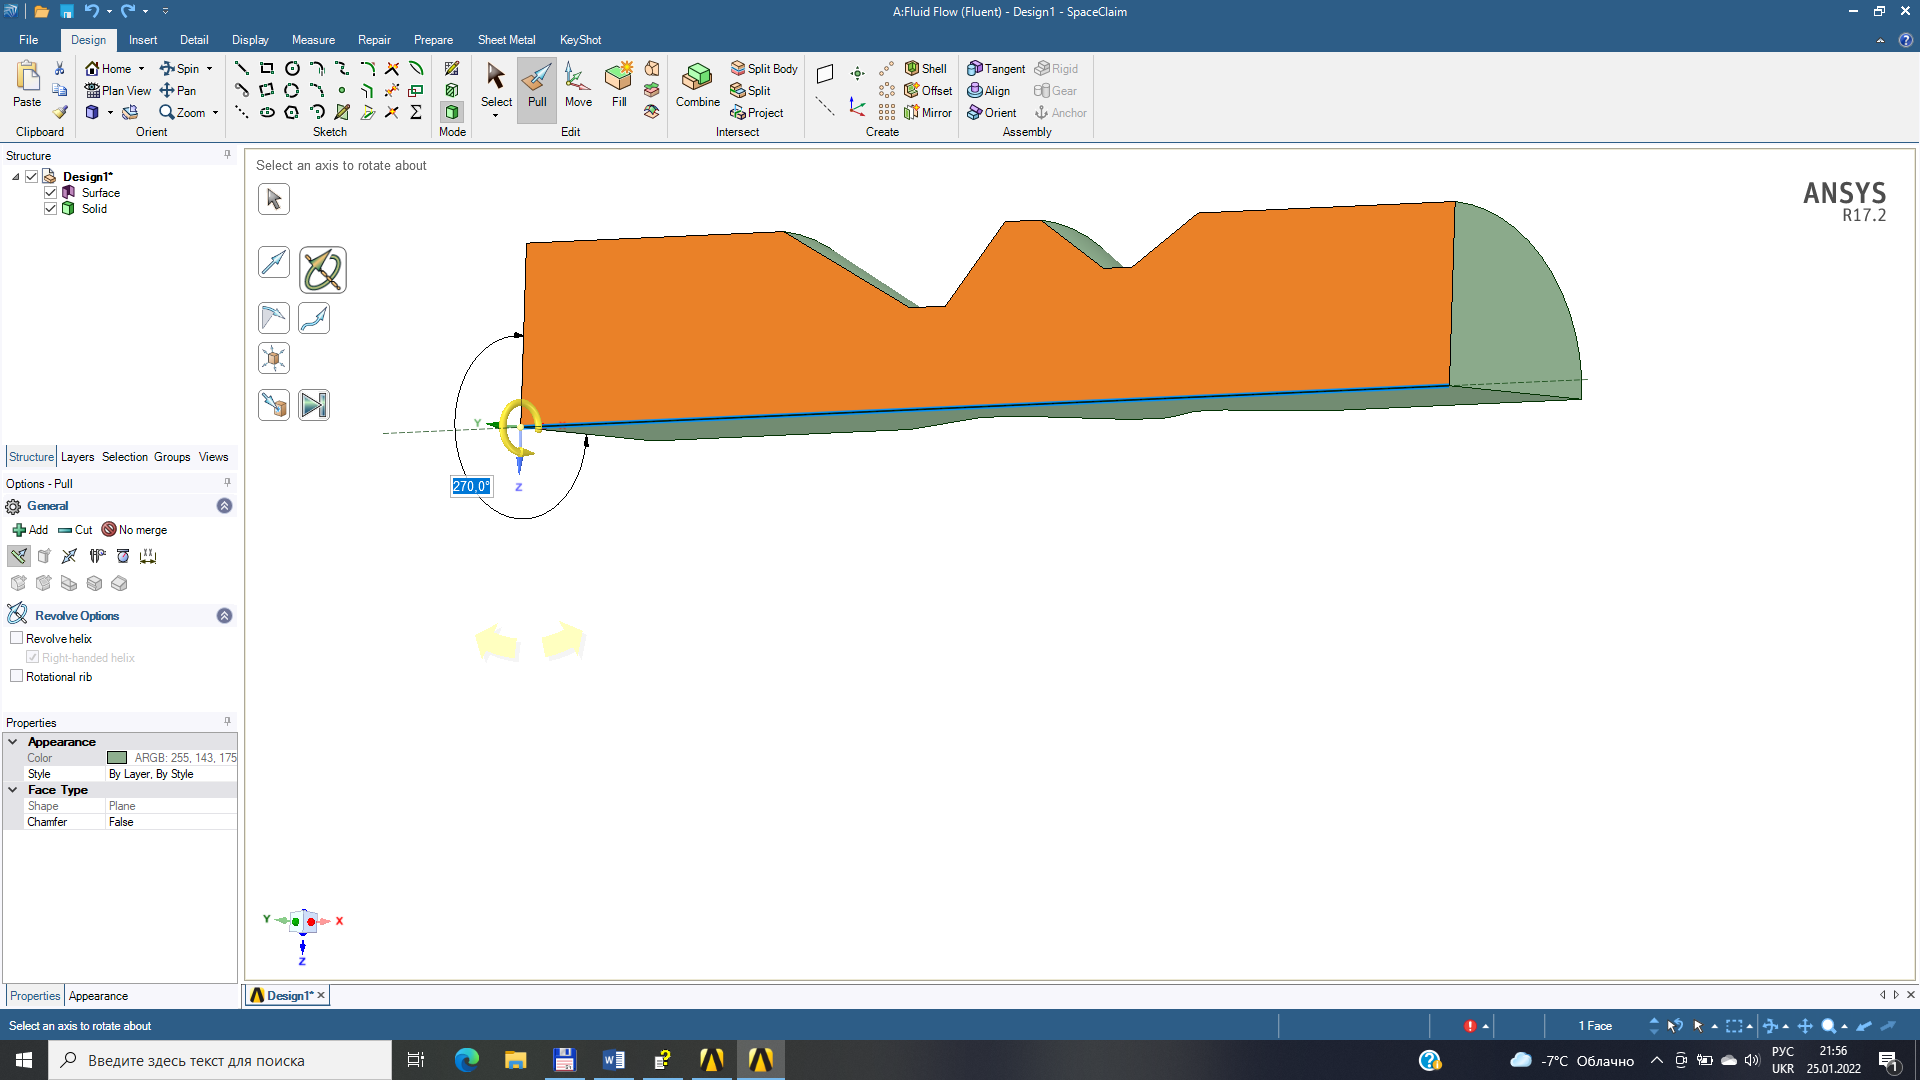 A:Fluid Flow (Fluent) - Design1 - SpaceClaim
File Design Insert Detail Display Measure Repair Prepare Sheet Metal KeyShot
Paste
Clipboard
Home Spin
Plan View Pan
Zoom
Orient
Sketch
Mode
Select Pull Move Fill
Edit
Combine
Split Body
Split
Project
Intersect
Shell
Offset
Mirror
Create
Tangent Rigid
Align Gear
Orient Anchor
Assembly
Structure
Design1*
Surface
Solid
Structure Layers Selection Groups Views
Options - Pull
General
Add Cut No merge
Revolve Options
Revolve helix
Right-handed helix
Rotational rib
Properties
Appearance
Color ARGB: 255, 143, 175
Style By Layer, By Style
Face Type
Shape Plane
Chamfer False
Properties Appearance
Select an axis to rotate about
ANSYS
R17.2
Y
Z
270,0°
Y X
Z
Design1*
Select an axis to rotate about
1 Face
Введите здесь текст для поиска
-7°C Облачно
РУС
UKR
21:56
25.01.2022
1